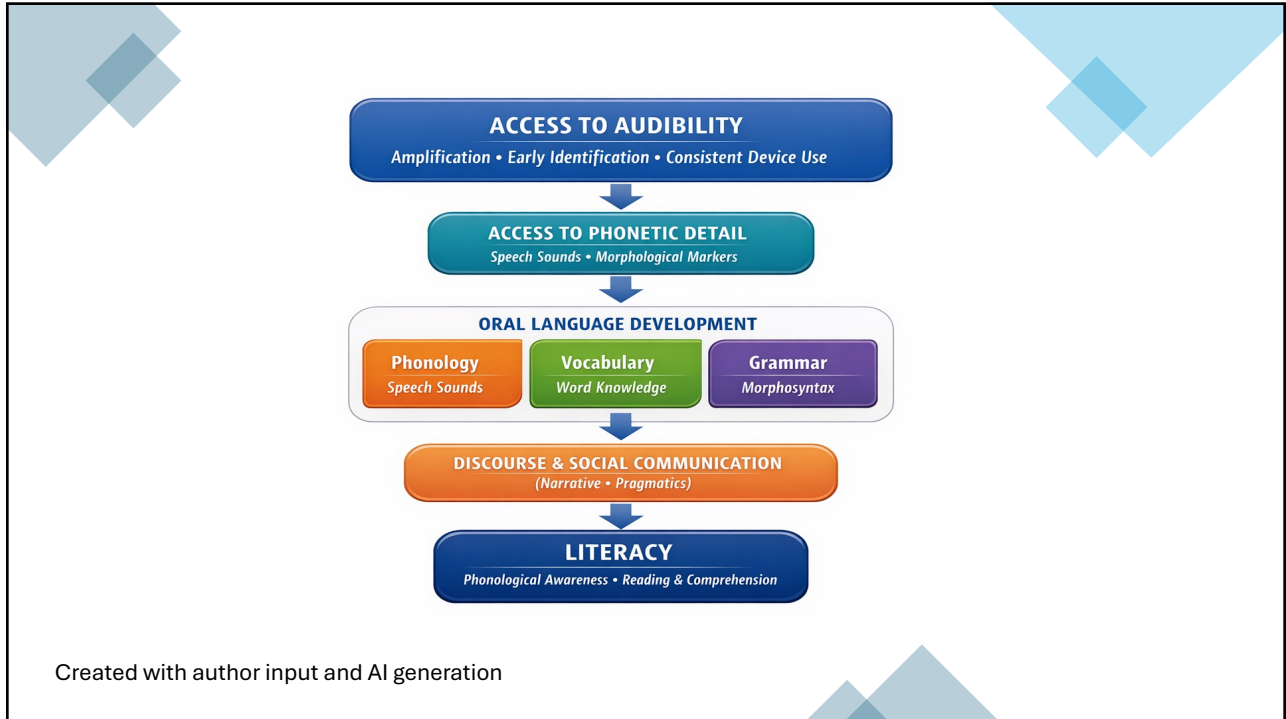 ACCESS TO AUDIBILITY
Amplification • Early Identification • Consistent Device Use
ACCESS TO PHONETIC DETAIL
Speech Sounds • Morphological Markers
ORAL LANGUAGE DEVELOPMENT
Phonology
Speech Sounds
Vocabulary
Word Knowledge
Grammar
Morphosyntax
DISCOURSE & SOCIAL COMMUNICATION
(Narrative • Pragmatics)
LITERACY
Phonological Awareness • Reading & Comprehension
Created with author input and AI generation